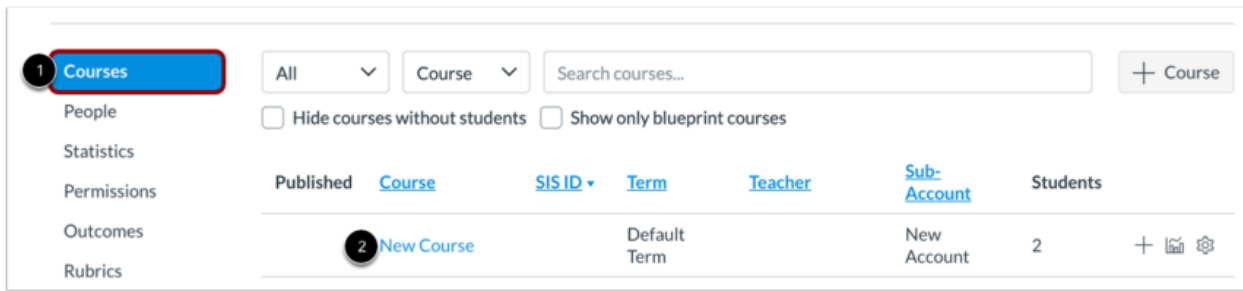 1 Courses
People
Statistics
Permissions
Outcomes
Rubrics
All Course Search courses... + Course
Hide courses without students Show only blueprint courses
Published Course SIS ID Term Teacher Sub-
Account Students
2 New Course Default
Term New
Account 2